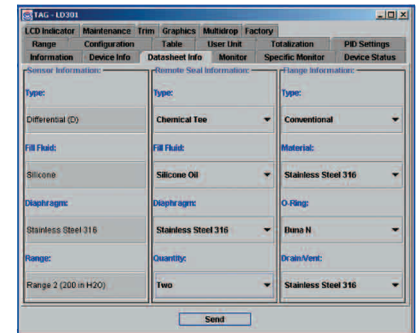 TAG - LD301
LCD Indicator Maintenance Trim Graphics Multidrop Factory
Range Configuration Table User Unit Totalization PID Settings
Information Device Info Datasheet Info Monitor Specific Monitor Device Status
Sensor Information: Remote Seal Information: Flange Information:
Type: Type: Type:
Differential (D) Chemical Tee Conventional
Fill Fluid: Fill Fluid: Material:
Silicone Silicone Oil Stainless Steel 316
Diaphragm: Diaphragm: O-Ring:
Stainless Steel 316 Stainless Steel 316 Buna N
Range: Quantity: Drain/Vent:
Range 2 (200 in H2O) Two Stainless Steel 316
Send